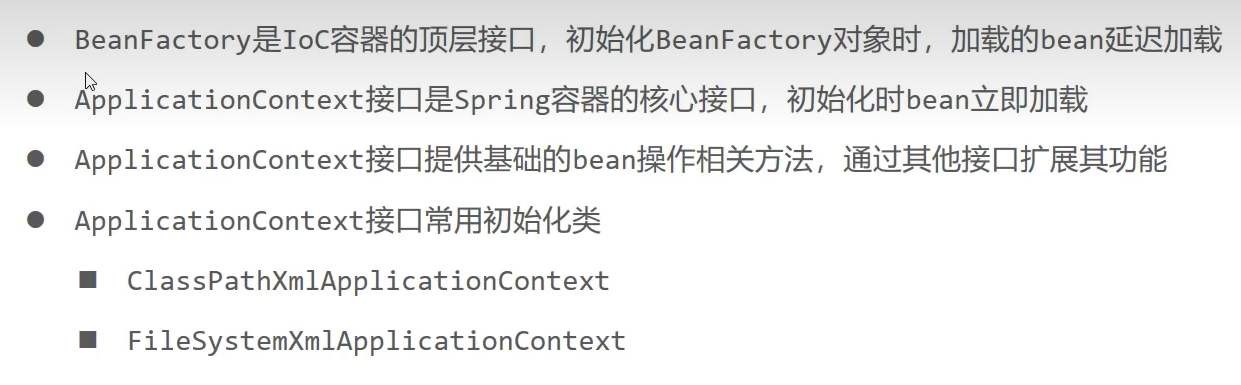 ● BeanFactory是IoC容器的顶层接口，初始化BeanFactory对象时，加载的bean延迟加载
● ApplicationContext接口是Spring容器的核心接口，初始化时bean立即加载
● ApplicationContext接口提供基础的bean操作相关方法，通过其他接口扩展其功能
● ApplicationContext接口常用初始化类
■ ClassPathXmlApplicationContext
■ FileSystemXmlApplicationContext